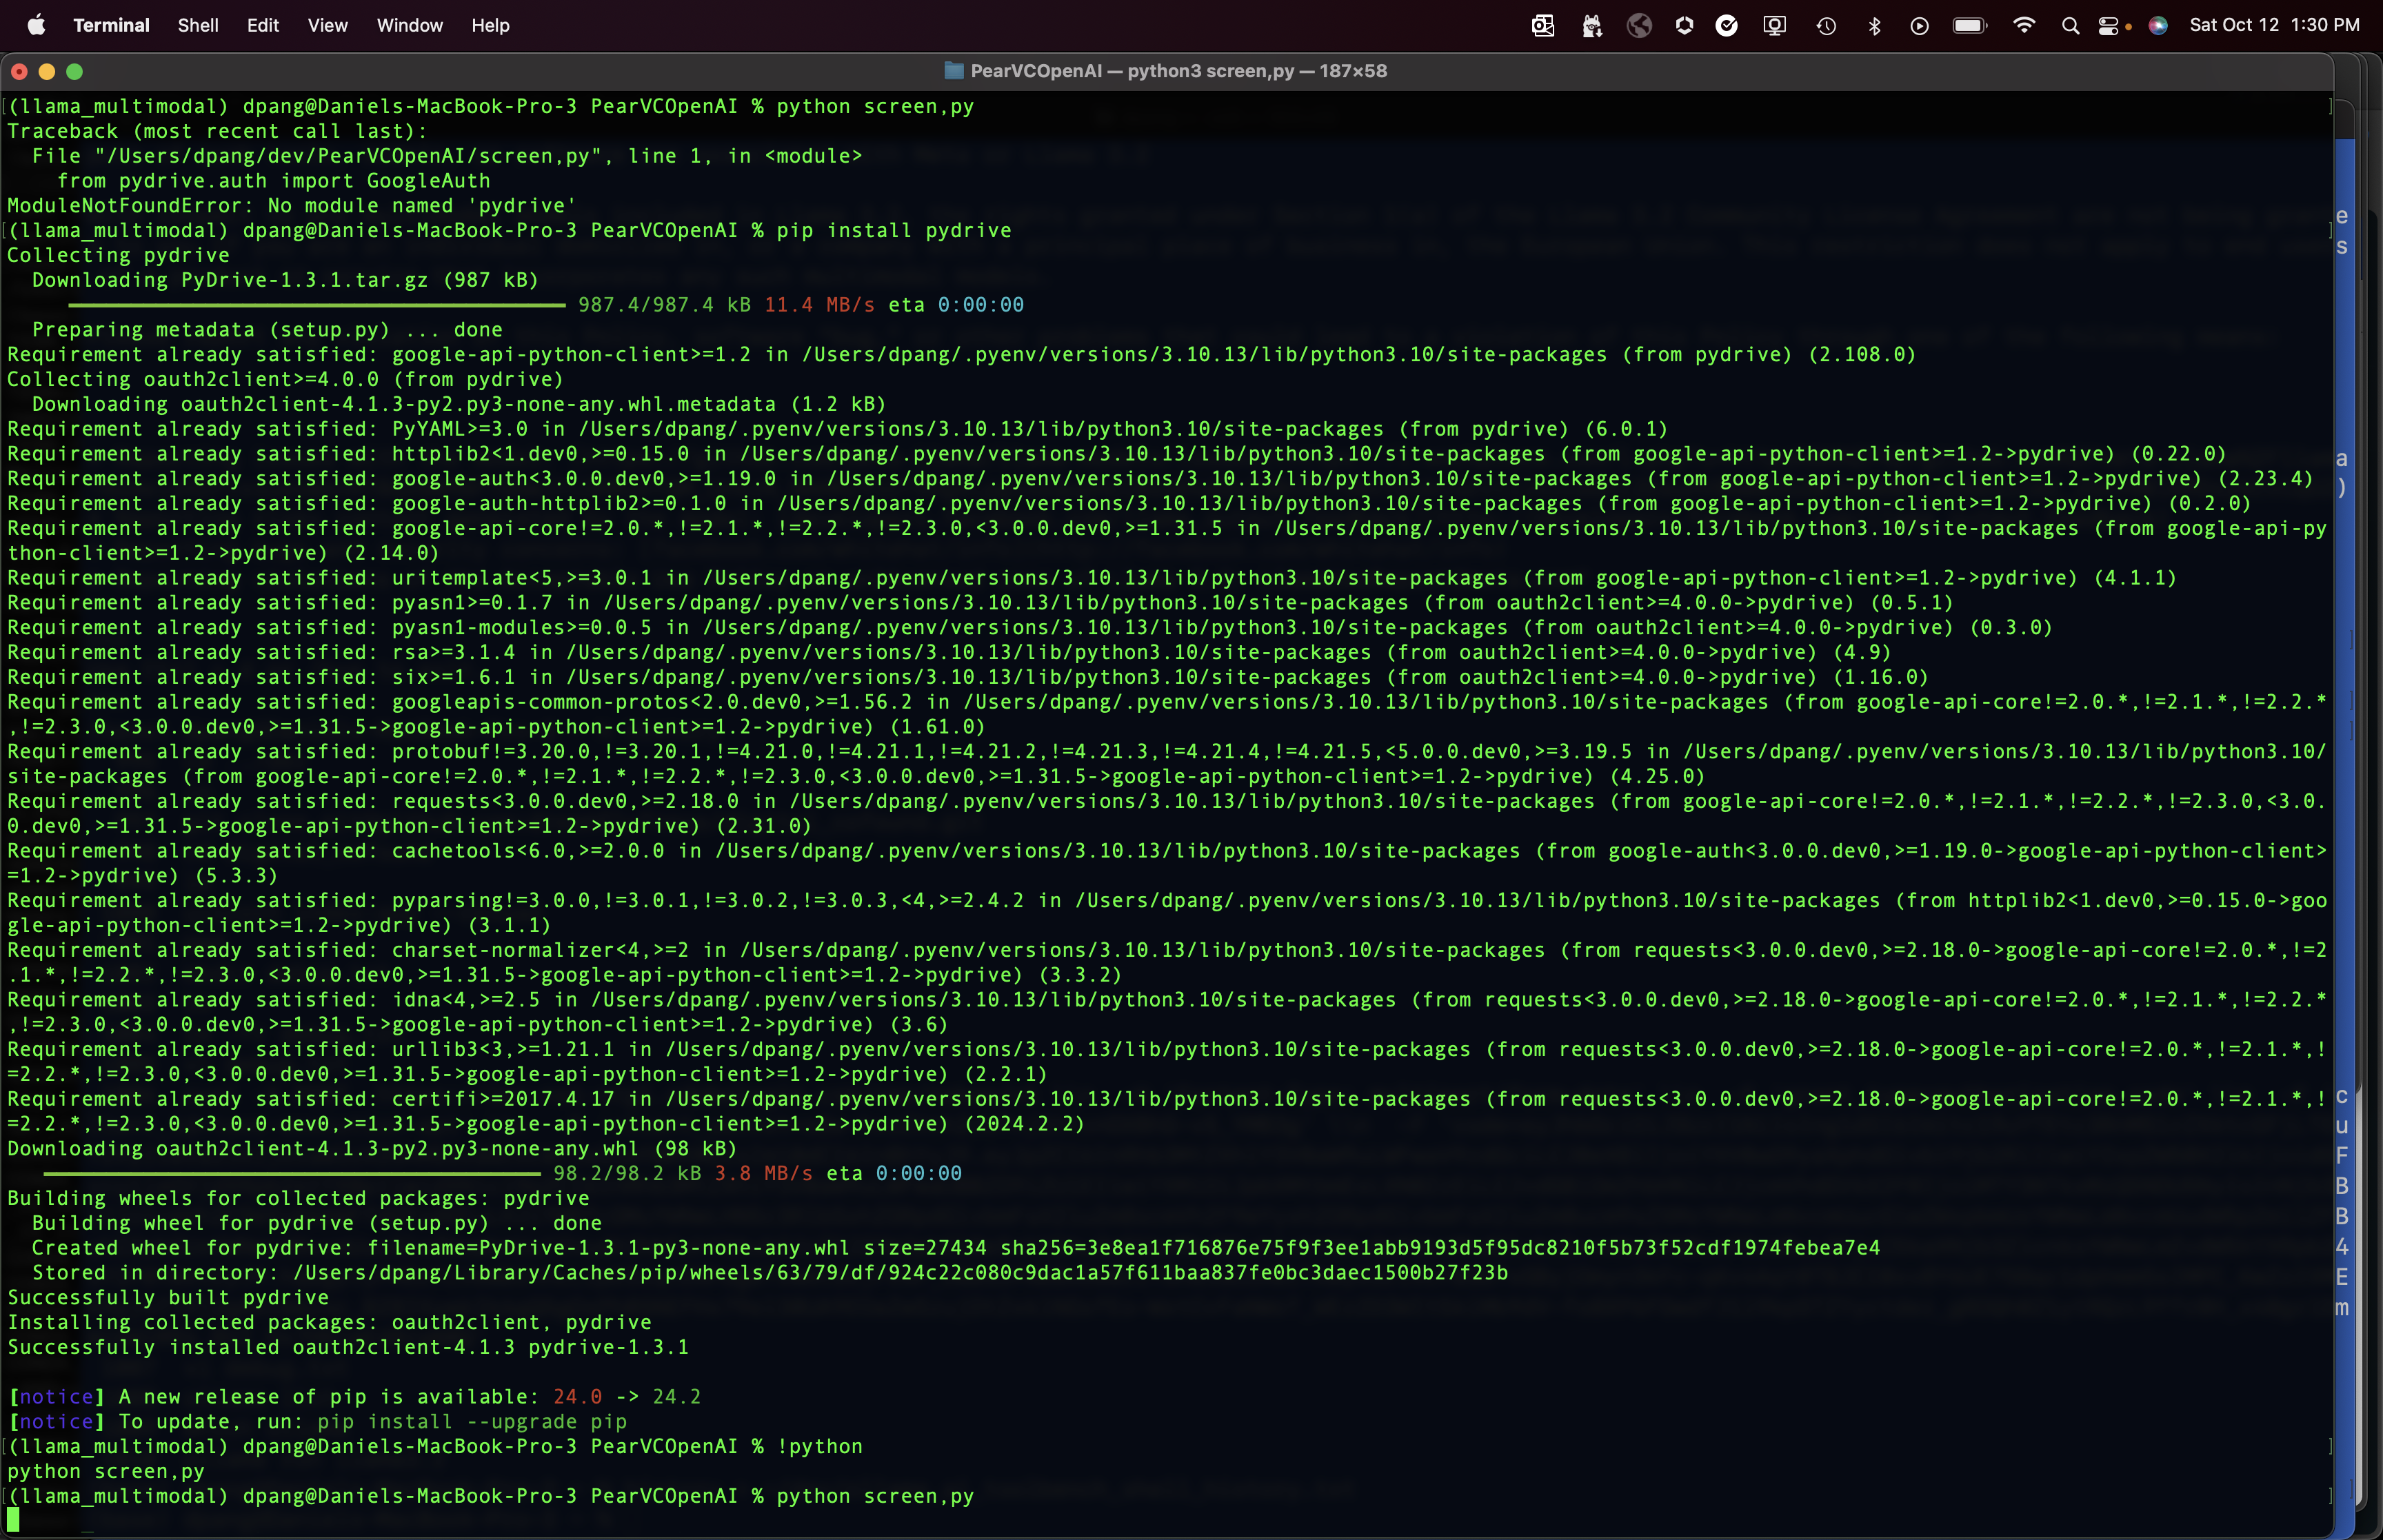 Terminal Shell Edit View Window Help Sat Oct 12 1:30 PM
PearVCOpenAI — python3 screen,py — 187×58
(llama_multimodal) dpang@Daniels-MacBook-Pro-3 PearVCOpenAI % python screen,py
Traceback (most recent call last):
File "/Users/dpang/dev/PearVCOpenAI/screen,py", line 1, in <module>
from pydrive.auth import GoogleAuth
ModuleNotFoundError: No module named 'pydrive'
(llama_multimodal) dpang@Daniels-MacBook-Pro-3 PearVCOpenAI % pip install pydrive
Collecting pydrive
Downloading PyDrive-1.3.1.tar.gz (987 kB)
987.4/987.4 kB 11.4 MB/s eta 0:00:00
Preparing metadata (setup.py) ... done
Requirement already satisfied: google-api-python-client>=1.2 in /Users/dpang/.pyenv/versions/3.10.13/lib/python3.10/site-packages (from pydrive) (2.108.0)
Collecting oauth2client>=4.0.0 (from pydrive)
Downloading oauth2client-4.1.3-py2.py3-none-any.whl.metadata (1.2 kB)
Requirement already satisfied: PyYAML>=3.0 in /Users/dpang/.pyenv/versions/3.10.13/lib/python3.10/site-packages (from pydrive) (6.0.1)
Requirement already satisfied: httplib2<1.dev0,>=0.15.0 in /Users/dpang/.pyenv/versions/3.10.13/lib/python3.10/site-packages (from google-api-python-client>=1.2->pydrive) (0.22.0)
Requirement already satisfied: google-auth<3.0.0.dev0,>=1.19.0 in /Users/dpang/.pyenv/versions/3.10.13/lib/python3.10/site-packages (from google-api-python-client>=1.2->pydrive) (2.23.4)
Requirement already satisfied: google-auth-httplib2>=0.1.0 in /Users/dpang/.pyenv/versions/3.10.13/lib/python3.10/site-packages (from google-api-python-client>=1.2->pydrive) (0.2.0)
Requirement already satisfied: google-api-core!=2.0.*,!=2.1.*,!=2.2.*,!=2.3.0,<3.0.0.dev0,>=1.31.5 in /Users/dpang/.pyenv/versions/3.10.13/lib/python3.10/site-packages (from google-api-py
thon-client>=1.2->pydrive) (2.14.0)
Requirement already satisfied: uritemplate<5,>=3.0.1 in /Users/dpang/.pyenv/versions/3.10.13/lib/python3.10/site-packages (from google-api-python-client>=1.2->pydrive) (4.1.1)
Requirement already satisfied: pyasn1>=0.1.7 in /Users/dpang/.pyenv/versions/3.10.13/lib/python3.10/site-packages (from oauth2client>=4.0.0->pydrive) (0.5.1)
Requirement already satisfied: pyasn1-modules>=0.0.5 in /Users/dpang/.pyenv/versions/3.10.13/lib/python3.10/site-packages (from oauth2client>=4.0.0->pydrive) (0.3.0)
Requirement already satisfied: rsa>=3.1.4 in /Users/dpang/.pyenv/versions/3.10.13/lib/python3.10/site-packages (from oauth2client>=4.0.0->pydrive) (4.9)
Requirement already satisfied: six>=1.6.1 in /Users/dpang/.pyenv/versions/3.10.13/lib/python3.10/site-packages (from oauth2client>=4.0.0->pydrive) (1.16.0)
Requirement already satisfied: googleapis-common-protos<2.0.dev0,>=1.56.2 in /Users/dpang/.pyenv/versions/3.10.13/lib/python3.10/site-packages (from google-api-core!=2.0.*,!=2.1.*,!=2.2.*
,!=2.3.0,<3.0.0.dev0,>=1.31.5->google-api-python-client>=1.2->pydrive) (1.61.0)
Requirement already satisfied: protobuf!=3.20.0,!=3.20.1,!=4.21.0,!=4.21.1,!=4.21.2,!=4.21.3,!=4.21.4,!=4.21.5,<5.0.0.dev0,>=3.19.5 in /Users/dpang/.pyenv/versions/3.10.13/lib/python3.10/
site-packages (from google-api-core!=2.0.*,!=2.1.*,!=2.2.*,!=2.3.0,<3.0.0.dev0,>=1.31.5->google-api-python-client>=1.2->pydrive) (4.25.0)
Requirement already satisfied: requests<3.0.0.dev0,>=2.18.0 in /Users/dpang/.pyenv/versions/3.10.13/lib/python3.10/site-packages (from google-api-core!=2.0.*,!=2.1.*,!=2.2.*,!=2.3.0,<3.0.
0.dev0,>=1.31.5->google-api-python-client>=1.2->pydrive) (2.31.0)
Requirement already satisfied: cachetools<6.0,>=2.0.0 in /Users/dpang/.pyenv/versions/3.10.13/lib/python3.10/site-packages (from google-auth<3.0.0.dev0,>=1.19.0->google-api-python-client>
=1.2->pydrive) (5.3.3)
Requirement already satisfied: pyparsing!=3.0.0,!=3.0.1,!=3.0.2,!=3.0.3,<4,>=2.4.2 in /Users/dpang/.pyenv/versions/3.10.13/lib/python3.10/site-packages (from httplib2<1.dev0,>=0.15.0->goo
gle-api-python-client>=1.2->pydrive) (3.1.1)
Requirement already satisfied: charset-normalizer<4,>=2 in /Users/dpang/.pyenv/versions/3.10.13/lib/python3.10/site-packages (from requests<3.0.0.dev0,>=2.18.0->google-api-core!=2.0.*,!=2
.1.*,!=2.2.*,!=2.3.0,<3.0.0.dev0,>=1.31.5->google-api-python-client>=1.2->pydrive) (3.3.2)
Requirement already satisfied: idna<4,>=2.5 in /Users/dpang/.pyenv/versions/3.10.13/lib/python3.10/site-packages (from requests<3.0.0.dev0,>=2.18.0->google-api-core!=2.0.*,!=2.1.*,!=2.2.*
,!=2.3.0,<3.0.0.dev0,>=1.31.5->google-api-python-client>=1.2->pydrive) (3.6)
Requirement already satisfied: urllib3<3,>=1.21.1 in /Users/dpang/.pyenv/versions/3.10.13/lib/python3.10/site-packages (from requests<3.0.0.dev0,>=2.18.0->google-api-core!=2.0.*,!=2.1.*,!
=2.2.*,!=2.3.0,<3.0.0.dev0,>=1.31.5->google-api-python-client>=1.2->pydrive) (2.2.1)
Requirement already satisfied: certifi>=2017.4.17 in /Users/dpang/.pyenv/versions/3.10.13/lib/python3.10/site-packages (from requests<3.0.0.dev0,>=2.18.0->google-api-core!=2.0.*,!=2.1.*,!
=2.2.*,!=2.3.0,<3.0.0.dev0,>=1.31.5->google-api-python-client>=1.2->pydrive) (2024.2.2)
Downloading oauth2client-4.1.3-py2.py3-none-any.whl (98 kB)
98.2/98.2 kB 3.8 MB/s eta 0:00:00
Building wheels for collected packages: pydrive
Building wheel for pydrive (setup.py) ... done
Created wheel for pydrive: filename=PyDrive-1.3.1-py3-none-any.whl size=27434 sha256=3e8ea1f716876e75f9f3ee1abb9193d5f95dc8210f5b73f52cdf1974febea7e4
Stored in directory: /Users/dpang/Library/Caches/pip/wheels/63/79/df/924c22c080c9dac1a57f611baa837fe0bc3daec1500b27f23b
Successfully built pydrive
Installing collected packages: oauth2client, pydrive
Successfully installed oauth2client-4.1.3 pydrive-1.3.1
[notice] A new release of pip is available: 24.0 -> 24.2
[notice] To update, run: pip install --upgrade pip
(llama_multimodal) dpang@Daniels-MacBook-Pro-3 PearVCOpenAI % !python
python screen,py
(llama_multimodal) dpang@Daniels-MacBook-Pro-3 PearVCOpenAI % python screen,py
e
s
a
)
c
u
F
B
B
4
E
m